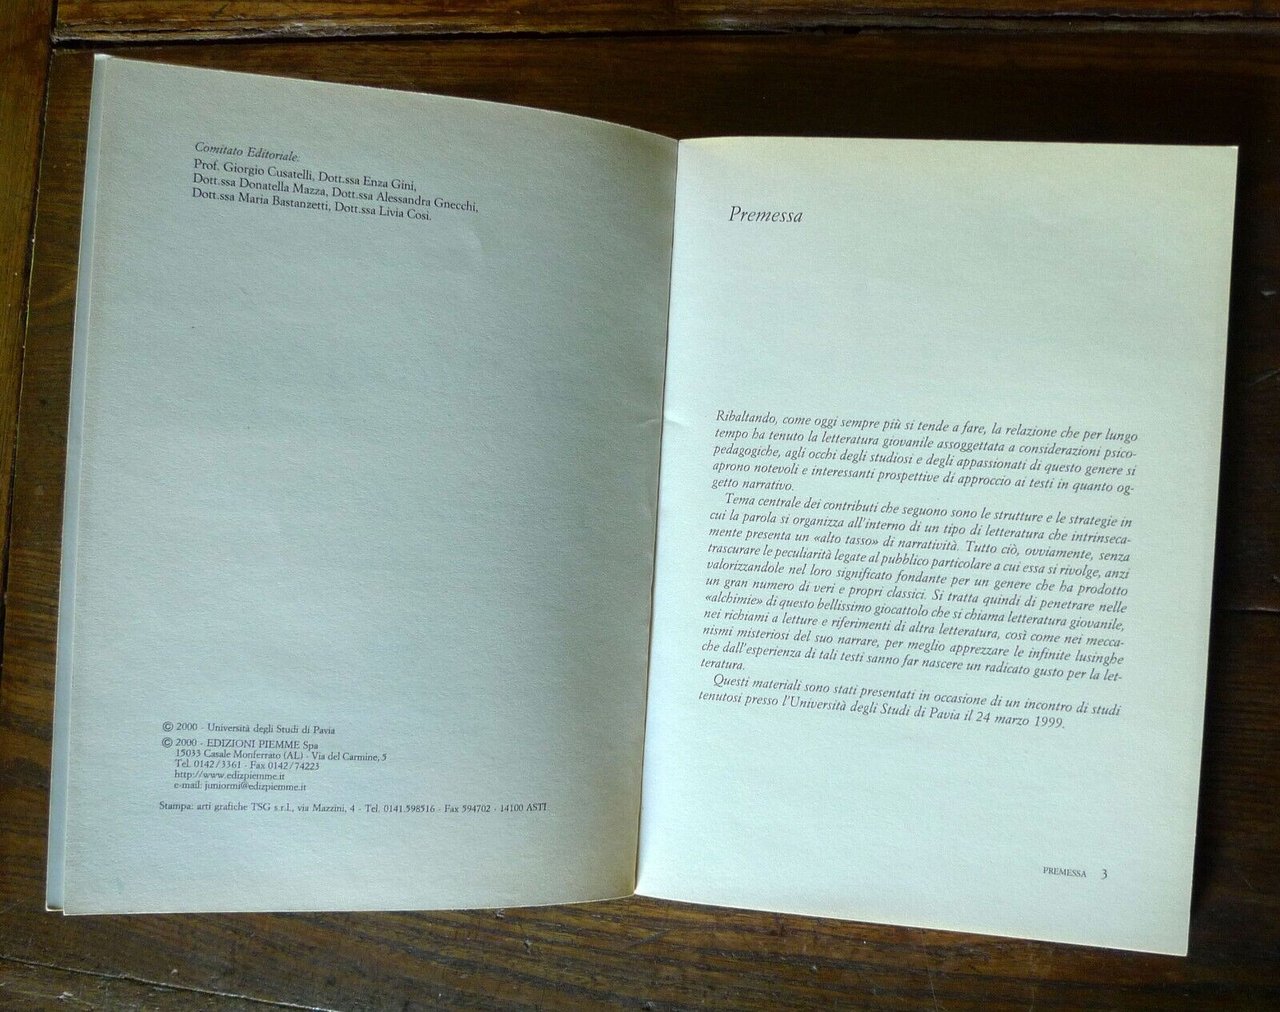 Comitato Editoriale:
Prof. Giorgio Cusatelli, Dott.ssa Enza Gini,
Dott.ssa Donatella Mazza, Dott.ssa Alessandra Gnecchi,
Dott.ssa Maria Bastanzetti, Dott.ssa Livia Cosi.
© 2000 - Università degli Studi di Pavia
© 2000 - EDIZIONI PIEMME Spa
15033 Casale Monferrato (AL) - Via del Carmine, 5
Tel. 0142/3361 - Fax 0142/74223
http://www.edizpiemme.it
e-mail: juniormi@edizpiemme.it
Stampa: arti grafiche TSG s.r.l., via Mazzini, 4 - Tel. 0141.598516 - Fax 594702 - 14100 ASTI
Premessa
Ribaltando, come oggi sempre più si tende a fare, la relazione che per lungo
tempo ha tenuto la letteratura giovanile assoggettata a considerazioni psico-
pedagogiche, agli occhi degli studiosi e degli appassionati di questo genere si
aprono notevoli e interessanti prospettive di approccio ai testi in quanto og-
getto narrativo.
Tema centrale dei contributi che seguono sono le strutture e le strategie in
cui la parola si organizza all'interno di un tipo di letteratura che intrinseca-
mente presenta un «alto tasso» di narratività. Tutto ciò, ovviamente, senza
trascurare le peculiarità legate al pubblico particolare a cui essa si rivolge, anzi
valorizzandole nel loro significato fondante per un genere che ha prodotto
un gran numero di veri e propri classici. Si tratta quindi di penetrare nelle
«alchimie» di questo bellissimo giocattolo che si chiama letteratura giovanile,
nei richiami a letture e riferimenti di altra letteratura, così come nei mecca-
nismi misteriosi del suo narrare, per meglio apprezzare le infinite lusinghe
che dall'esperienza di tali testi sanno far nascere un radicato gusto per la let-
teratura.
Questi materiali sono stati presentati in occasione di un incontro di studi
tenutosi presso l'Università degli Studi di Pavia il 24 marzo 1999.
PREMESSA 3